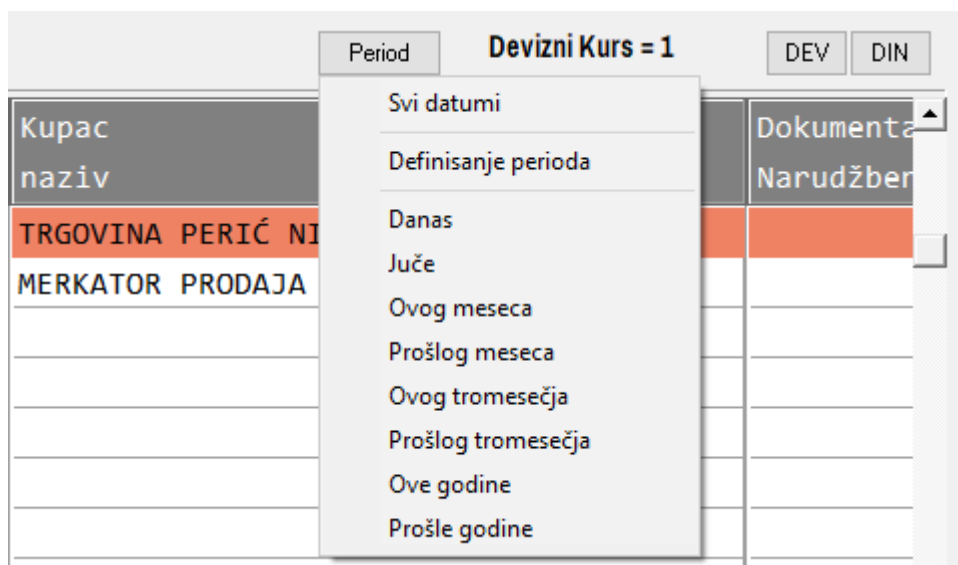 Period Devizni Kurs = 1 DEV DIN
Svi datumi
Kupac Dokumenta
naziv Narudžben
Definisanje perioda
TRGOVINA PERIĆ NI
Danas
MERKATOR PRODAJA
Juče
Ovog meseca
Prošlog meseca
Ovog tromesečja
Prošlog tromesečja
Ove godine
Prošle godine